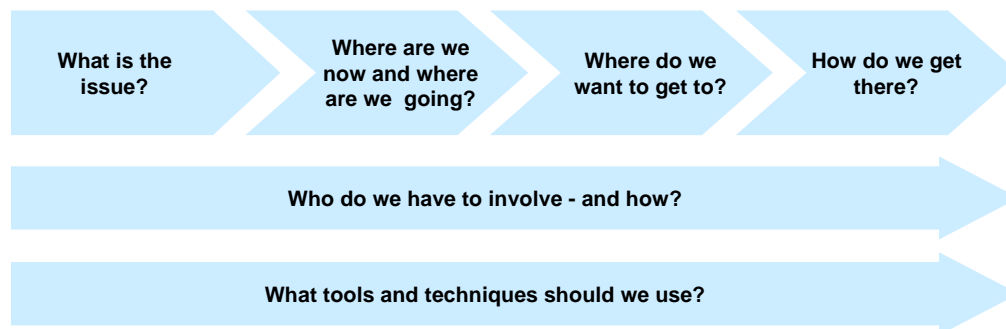 What is the
issue?
Where are we
now and where
are we  going?
Where do we
want to get to?
How do we get
there?
Who do we have to involve - and how?
What tools and techniques should we use?